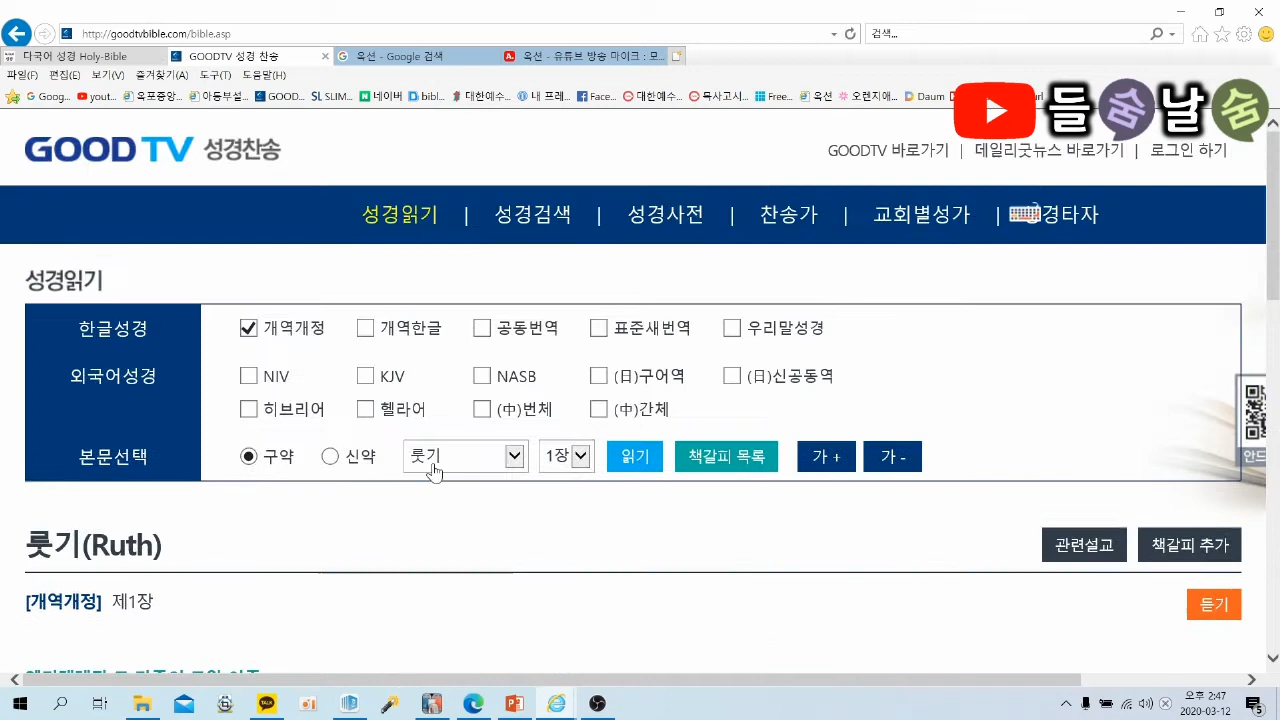 http://goodtvbible.com/bible.asp
검색...
다국어 성경 Holy-Bible
GOODTV 성경 찬송
옥션 - Google 검색
옥션 - 유튜브 방송 마이크 : 모...
파일(F) 편집(E) 보기(V) 즐겨찾기(A) 도구(T) 도움말(H)
Goog... yout... 옥포중앙... 아동부설... GOOD... SLIM... 네이버 bibl... 대한예수... 내 프레... Face... 대한예수... 목사고시... Free... 옥션 오렌지애... Daum
들숨날숨
GOOD TV 성경찬송
GOODTV 바로가기 | 데일리굿뉴스 바로가기 | 로그인 하기
성경읽기 | 성경검색 | 성경사전 | 찬송가 | 교회별성가 | 경타자
성경읽기
한글성경 개역개정 개역한글 공동번역 표준새번역 우리말성경
외국어성경 NIV KJV NASB (日)구어역 (日)신공동역
히브리어 헬라어 (中)번체 (中)간체
본문선택 구약 신약 룻기 1장 읽기 책갈피 목록 가 + 가 -
안드
룻기(Ruth)
관련설교 책갈피 추가
[개역개정] 제1장
듣기
오후 2:47
2020-03-12
5